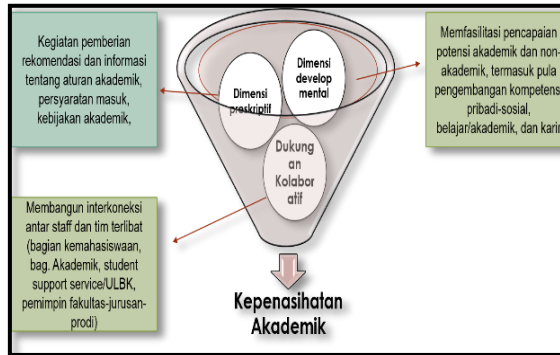 Kegiatan pemberian
rekomendasi dan informasi
tentang aturan akademik,
persyaratan masuk,
kebijakan akademik,
Dimensi
preskriptif
Dimensi
develop
mental
Memfasilitasi pencapaian
potensi akademik dan non-
akademik, termasuk pula
pengembangan kompetens
pribadi-sosial,
belajar/akademik, dan karir
Dukung
an
Kolabor
atif
Membangun interkoneksi
antar staff dan tim terlibat
(bagian kemahasiswaan,
bag. Akademik, student
support service/ULBK,
pemimpin fakultas-jurusan-
prodi)
Kepenasihatan
Akademik